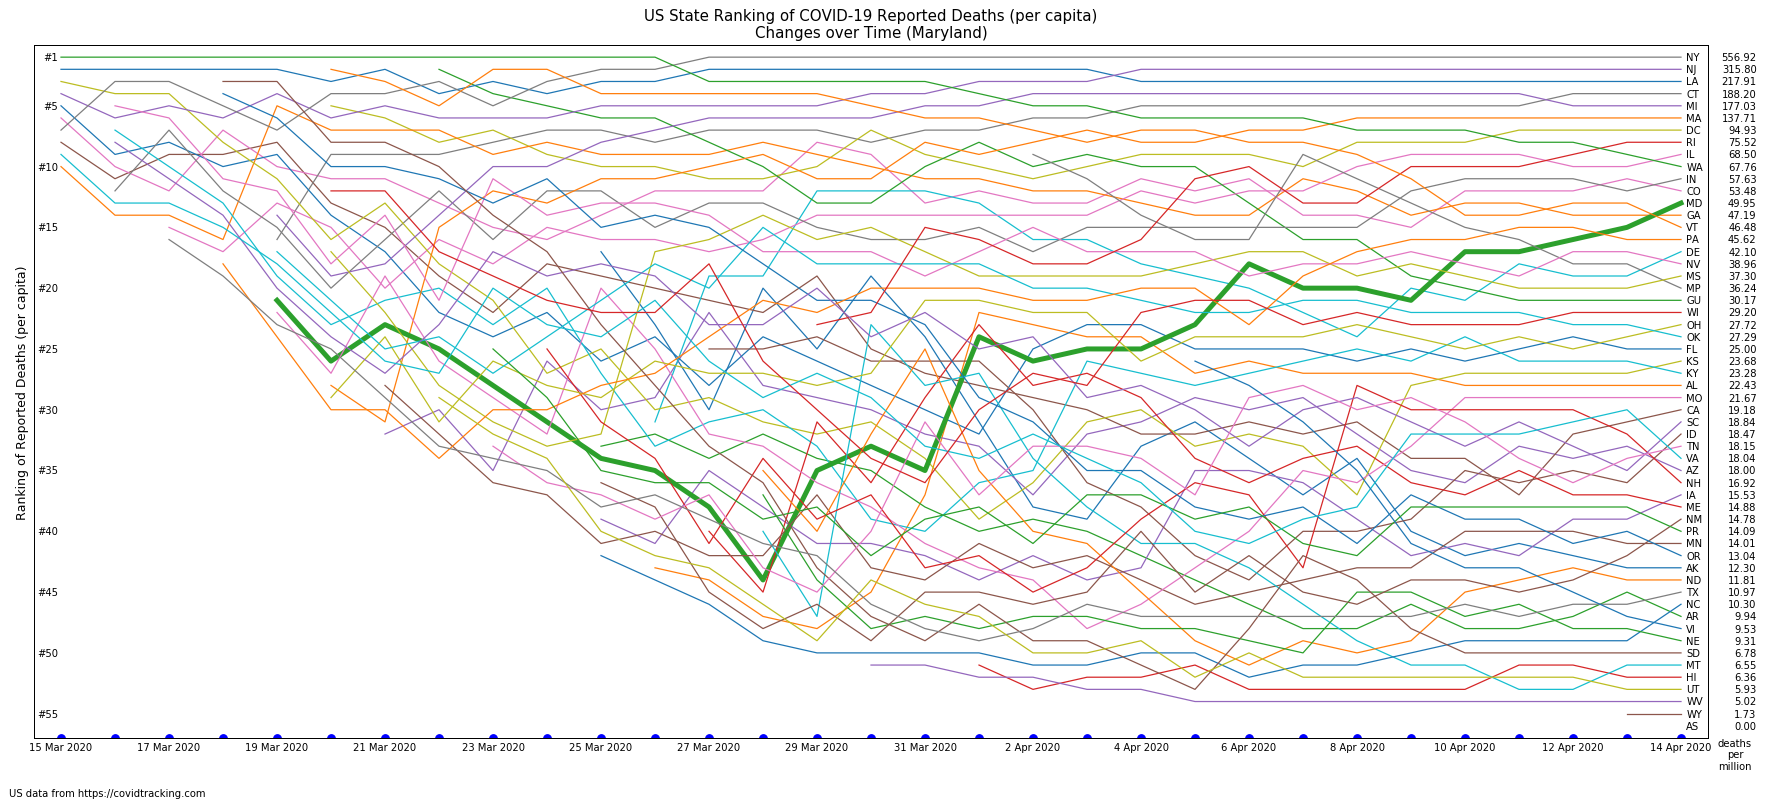 US State Ranking of COVID-19 Reported Deaths (per capita)
Changes over Time (Maryland)
Ranking of Reported Deaths (per capita)
#1
#5
#10
#15
#20
#25
#30
#35
#40
#45
#50
#55
NY 556.92
NJ 315.80
LA 217.91
CT 188.20
MI 177.03
MA 137.71
DC 94.93
RI 75.52
IL 68.50
WA 67.76
IN 57.63
CO 53.48
MD 49.95
GA 47.19
VT 46.48
PA 45.62
DE 42.10
NV 38.96
MS 37.30
MP 36.24
GU 30.17
WI 29.20
OH 27.72
OK 27.29
FL 25.00
KS 23.68
KY 23.28
AL 22.43
MO 21.67
CA 19.18
SC 18.84
ID 18.47
TN 18.15
VA 18.04
AZ 18.00
NH 16.92
IA 15.53
ME 14.88
NM 14.78
PR 14.09
MN 14.01
OR 13.04
AK 12.30
ND 11.81
TX 10.97
NC 10.30
AR 9.94
VI 9.53
NE 9.31
SD 6.78
MT 6.55
HI 6.36
UT 5.93
WV 5.02
WY 1.73
AS 0.00
15 Mar 2020 17 Mar 2020 19 Mar 2020 21 Mar 2020 23 Mar 2020 25 Mar 2020 27 Mar 2020 29 Mar 2020 31 Mar 2020 2 Apr 2020 4 Apr 2020 6 Apr 2020 8 Apr 2020 10 Apr 2020 12 Apr 2020 14 Apr 2020
deaths
per
million
US data from https://covidtracking.com